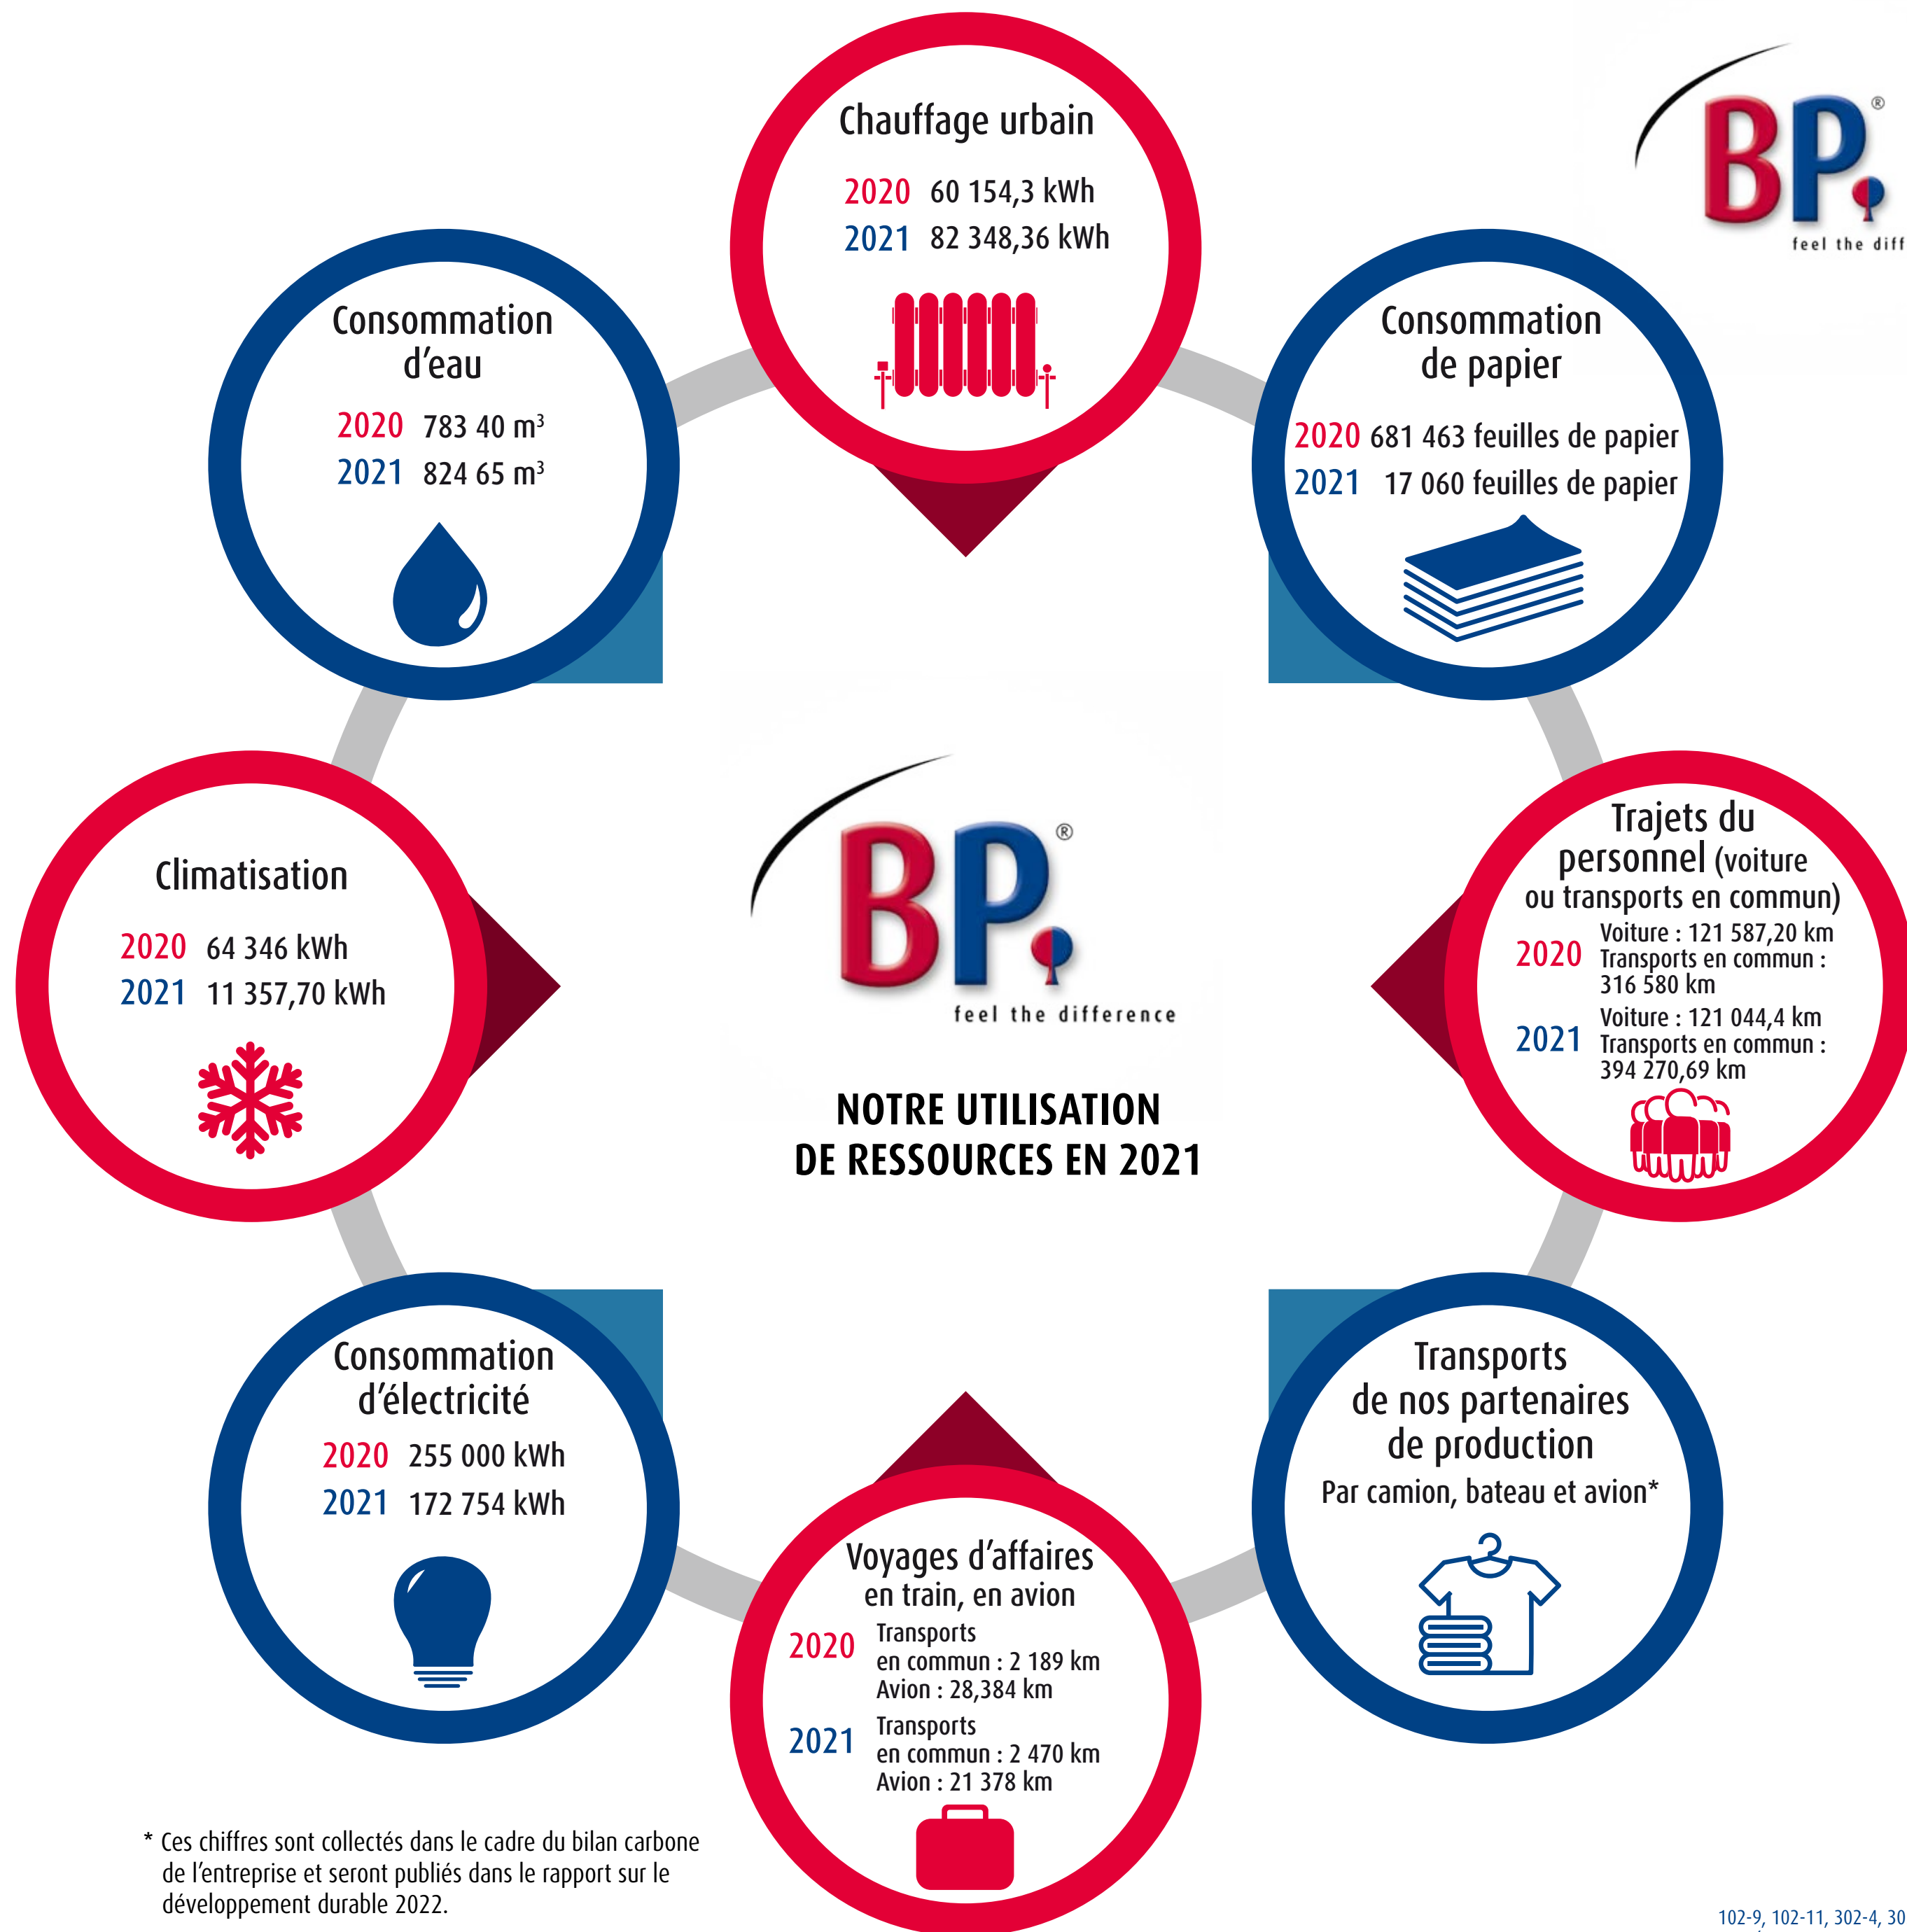 Chauffage urbain
2020 60 154,3 kWh
2021 82 348,36 kWh
BP.®
feel the diff
Consommation
d'eau
2020 783 40 m³
2021 824 65 m³
Consommation
de papier
2020 681 463 feuilles de papier
2021 17 060 feuilles de papier
Climatisation
2020 64 346 kWh
2021 11 357,70 kWh
BP.®
feel the difference
NOTRE UTILISATION
DE RESSOURCES EN 2021
Trajets du
personnel (voiture
ou transports en commun)
2020 Voiture : 121 587,20 km
Transports en commun :
316 580 km
2021 Voiture : 121 044,4 km
Transports en commun :
394 270,69 km
Consommation
d'électricité
2020 255 000 kWh
2021 172 754 kWh
Voyages d'affaires
en train, en avion
2020 Transports
en commun : 2 189 km
Avion : 28,384 km
2021 Transports
en commun : 2 470 km
Avion : 21 378 km
Transports
de nos partenaires
de production
Par camion, bateau et avion*
* Ces chiffres sont collectés dans le cadre du bilan carbone
de l'entreprise et seront publiés dans le rapport sur le
développement durable 2022.
102-9, 102-11, 302-4, 30